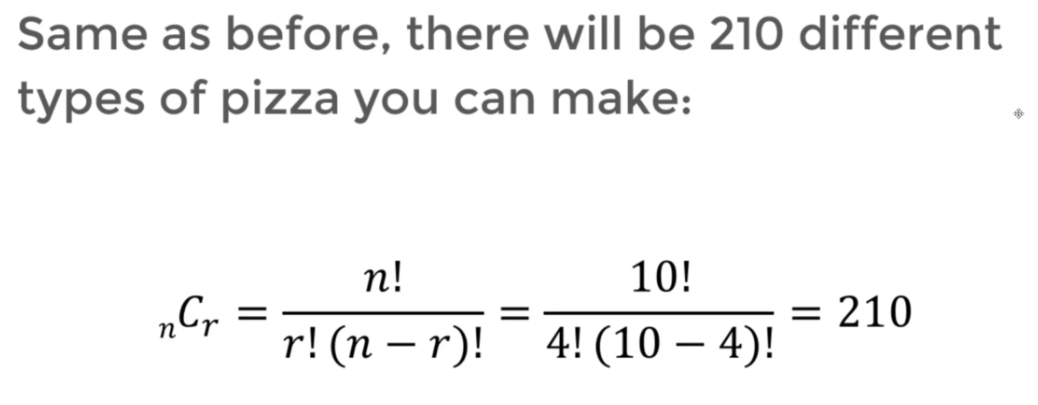 Same as before, there will be 210 different
types of pizza you can make:
nCr = n! / r! (n − r)! = 10! / 4! (10 − 4)! = 210